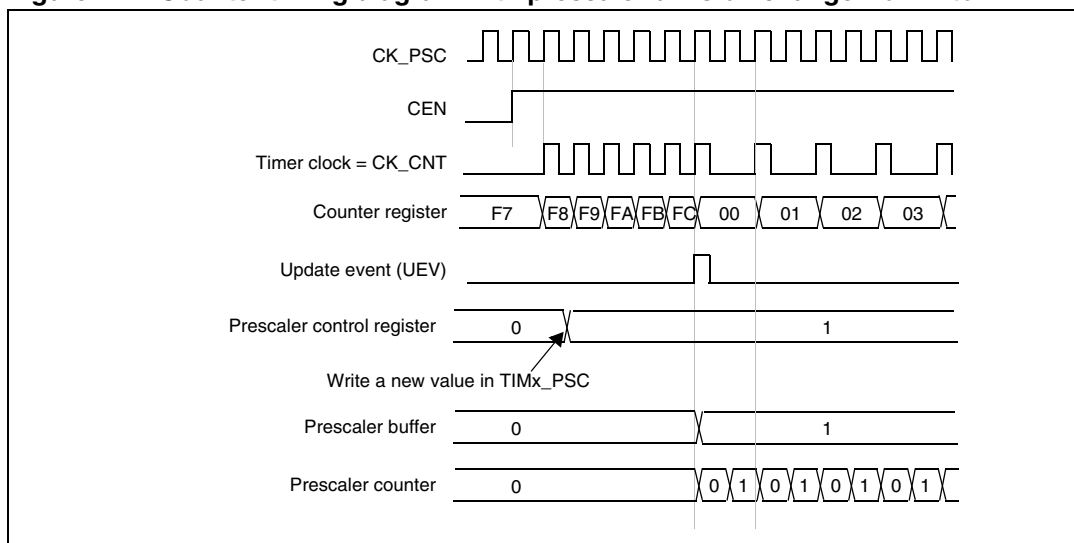 CK_PSC
CEN
Timer clock = CK_CNT
Counter register F7 F8 F9 FA FB FC 00 01 02 03
Update event (UEV)
Prescaler control register 0 1
Write a new value in TIMx_PSC
Prescaler buffer 0 1
Prescaler counter 0 0 1 0 1 0 1 0 1